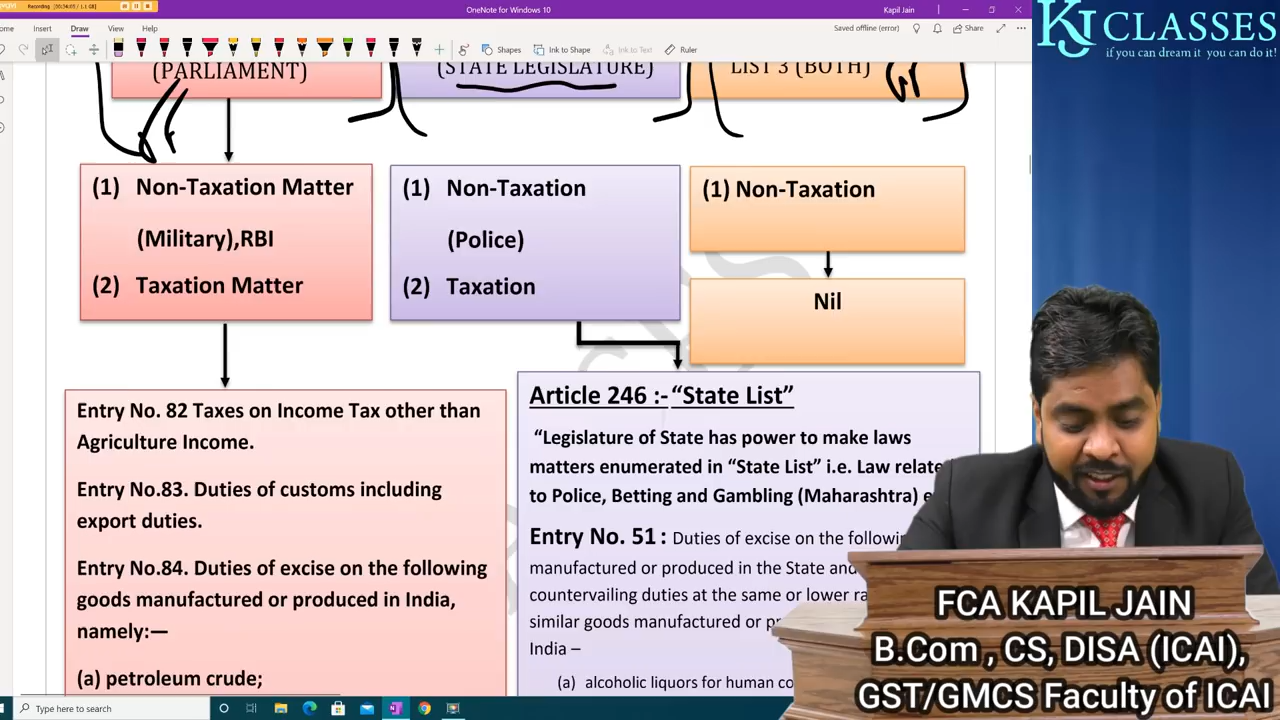 OneNote for Windows 10
Kapil Jain
Insert
Draw
View
Help
Saved offline (error)
Share
Shapes
Ink to Shape
Ink to Text
Ruler
KJ CLASSES
if you can dream it you can do it!
(PARLIAMENT)
(STATE LEGISLATURE)
LIST 3 (BOTH)
(1) Non-Taxation Matter
(Military),RBI
(2) Taxation Matter
(1) Non-Taxation
(Police)
(2) Taxation
(1) Non-Taxation
Nil
Entry No. 82 Taxes on Income Tax other than
Agriculture Income.
Entry No.83. Duties of customs including
export duties.
Entry No.84. Duties of excise on the following
goods manufactured or produced in India,
namely:—
(a) petroleum crude;
Article 246 :- “State List”
“Legislature of State has power to make laws
matters enumerated in “State List” i.e. Law
to Police, Betting and Gambling (Maharashtra)
Entry No. 51 : Duties of excise on the
manufactured or produced in the State and
countervailing duties at the same or lower
similar goods manufactured or
India –
(a) alcoholic liquors for human
FCA KAPIL JAIN
B.Com , CS, DISA (ICAI),
GST/GMCS Faculty of ICAI
Type here to search